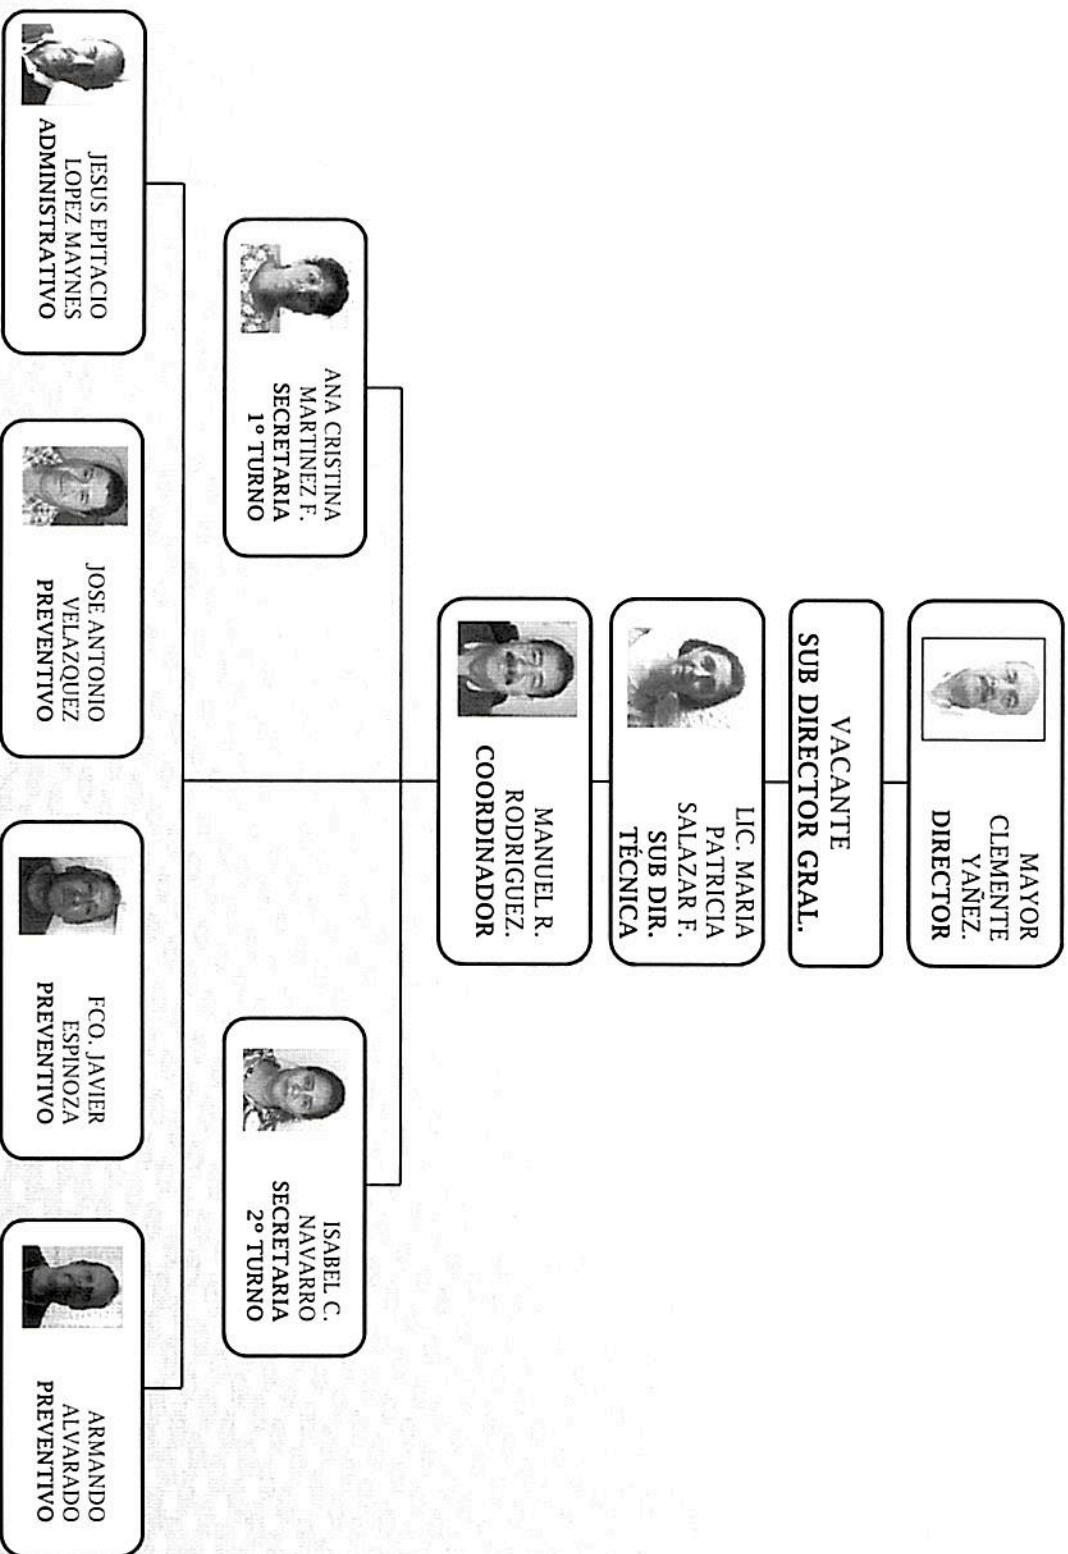 MAYOR
CLEMENTE
YAÑEZ.
DIRECTOR
VACANTE
SUB DIRECTOR GRAL.
LIC. MARIA
PATRICIA
SALAZAR F.
SUB DIR.
TÉCNICA
MANUEL R.
RODRIGUEZ.
COORDINADOR
ANA CRISTINA
MARTINEZ F.
SECRETARIA
1° TURNO
ISABEL C.
NAVARRO
SECRETARIA
2° TURNO
JESUS EPITACIO
LOPEZ MAYNES
ADMINISTRATIVO
JOSE ANTONIO
VELAZQUEZ
PREVENTIVO
FCO. JAVIER
ESPINOZA
PREVENTIVO
ARMANDO
ALVARADO
PREVENTIVO